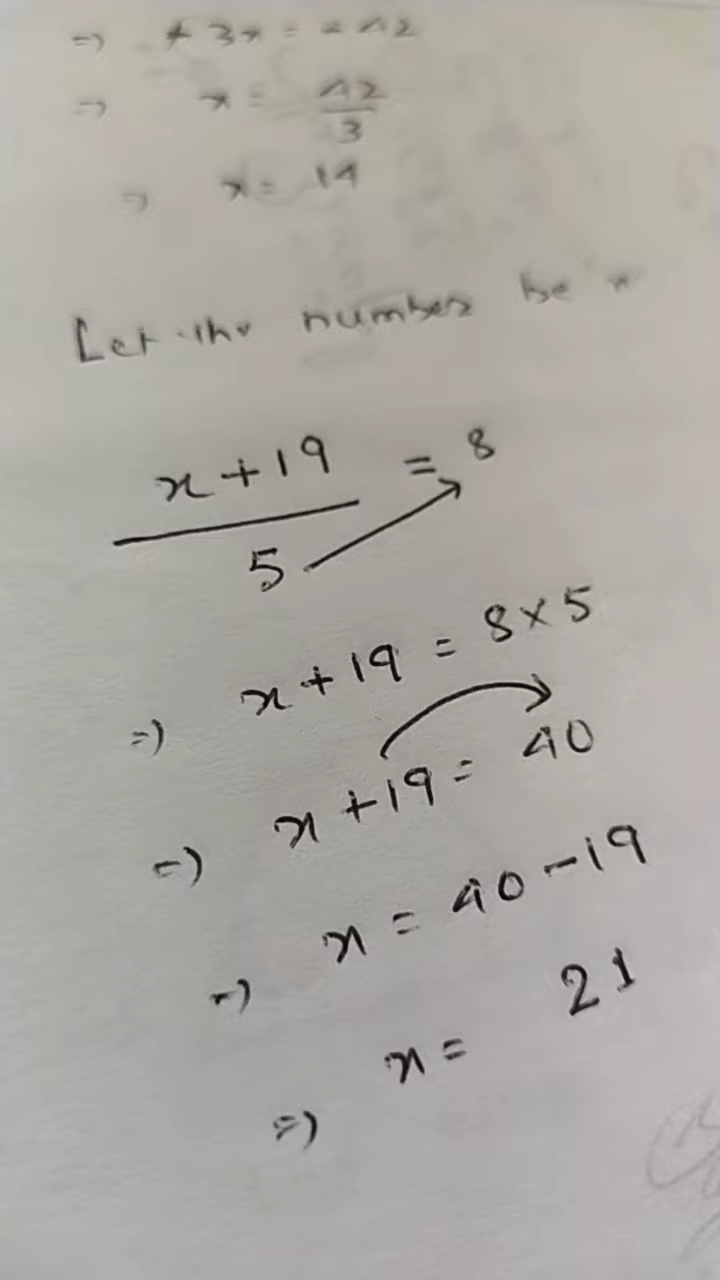 => + 3x = 42
=> x = 42/3
=> x = 14
Let the number be x
x+19/5 = 8
=> x+19 = 8×5
=> x+19 = 40
=> x = 40-19
=> x = 21